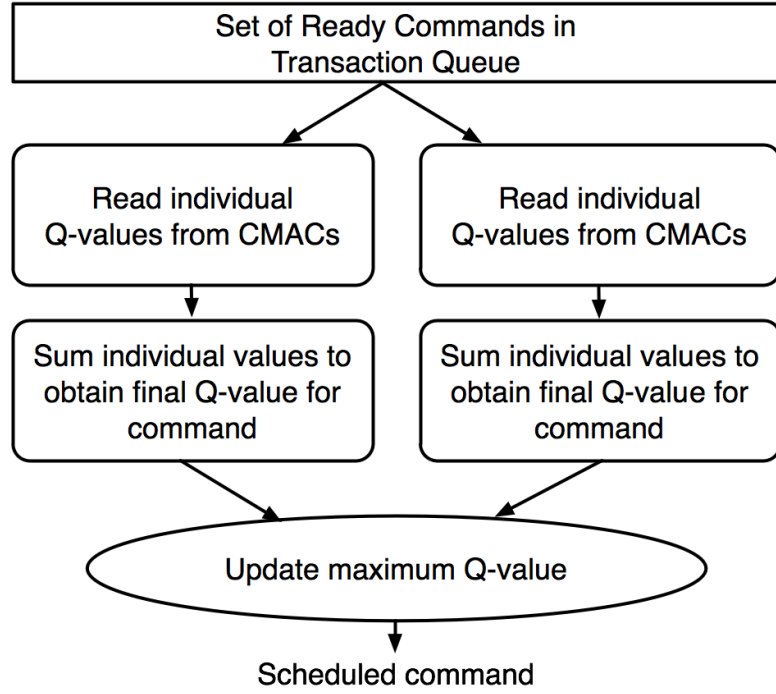 Set of Ready Commands in
Transaction Queue
Read individual
Q-values from CMACs
Read individual
Q-values from CMACs
Sum individual values to
obtain final Q-value for
command
Sum individual values to
obtain final Q-value for
command
Update maximum Q-value
Scheduled command